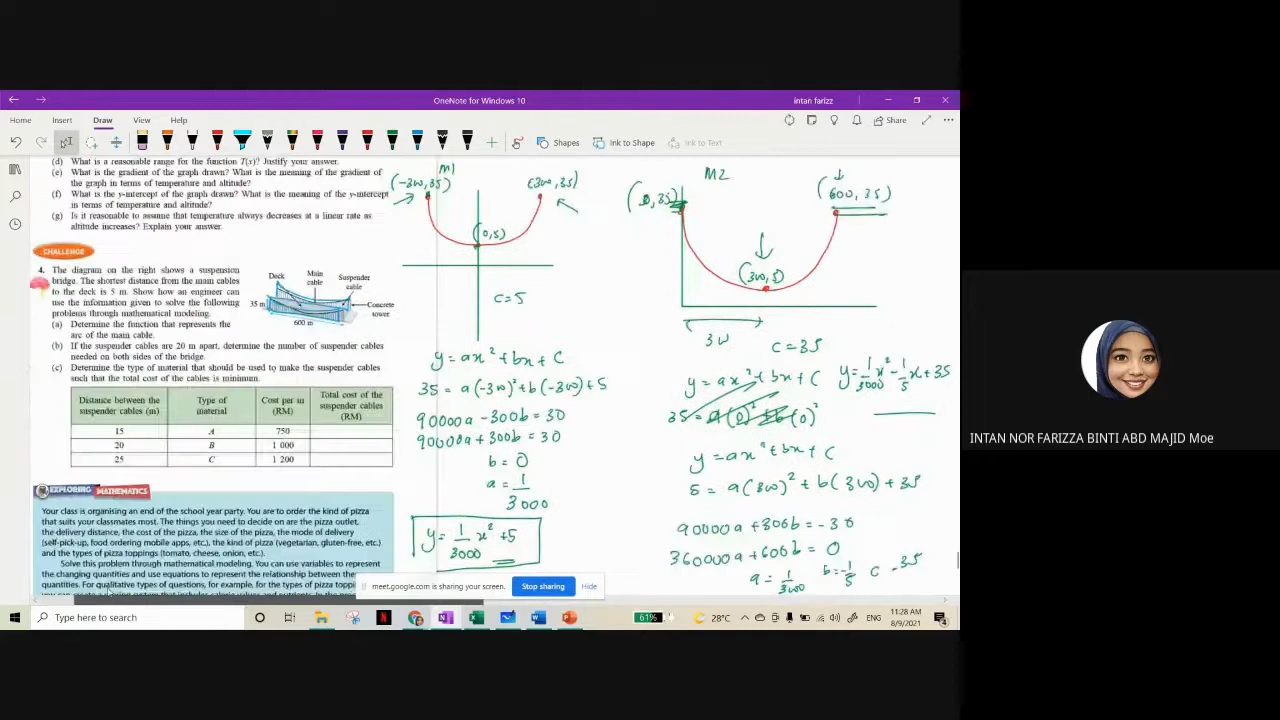 OneNote for Windows 10
intan farizz
Home Insert Draw View Help
Share
Shapes Ink to Shape Ink to Text
(d) What is a reasonable range for the function T(x)? Justify your answer.
(e) What is the gradient of the graph drawn? What is the meaning of the gradient of
the graph in terms of temperature and altitude?
(f) What is the y-intercept of the graph drawn? What is the meaning of the y-intercept
in terms of temperature and altitude?
(g) Is it reasonable to assume that temperature always decreases at a linear rate as
altitude increases? Explain your answer.
CHALLENGE
4. The diagram on the right shows a suspension
bridge. The shortest distance from the main cables
to the deck is 5 m. Show how an engineer can
use the information given to solve the following
problems through mathematical modeling.
(a) Determine the function that represents the
arc of the main cable.
(b) If the suspender cables are 20 m apart, determine the number of suspender cables
needed on both sides of the bridge.
(c) Determine the type of material that should be used to make the suspender cables
such that the total cost of the cables is minimum.
Deck
Main
cable
Suspender
cable
35 m
Concrete
tower
600 m
Distance between the
suspender cables (m)
Type of
material
Cost per m
(RM)
Total cost of the
suspender cables
(RM)
15 A 750
20 B 1 000
25 C 1 200
EXPLORING MATHEMATICS
Your class is organising an end of the school year party. You are to order the kind of pizza
that suits your classmates most. The things you need to decide on are the pizza outlet,
the delivery distance, the cost of the pizza, the size of the pizza, the mode of delivery
(self-pick-up, food ordering mobile apps, etc.), the kind of pizza (vegetarian, gluten-free, etc.)
and the types of pizza toppings (tomato, cheese, onion, etc.).
Solve this problem through mathematical modeling. You can use variables to represent
the changing quantities and use equations to represent the relationship between the
quantities. For qualitative types of questions, for example, for the types of pizza
M1
(-300,35)
(300,35)
(0,5)
c=5
y=ax²+bx+c
35=a(-300)²+b(-300)+5
90000a-300b=30
90000a+300b=30
b=0
a=1/3000
y=1/3000 x²+5
M2
(0,35)
(600,35)
(300,5)
300
c=35
y=ax²+bx+c
y=1/3000 x²-1/5 x+35
y=ax²+bx+c
5=a(300)²+b(300)+35
90000a+300b=-30
360000a+600b=0
a=1/3000 b=-1/5 c=35
meet.google.com is sharing your screen. Stop sharing Hide
INTAN NOR FARIZZA BINTI ABD MAJID Moe
Type here to search
61%
28°C
ENG
11:28 AM
8/9/2021